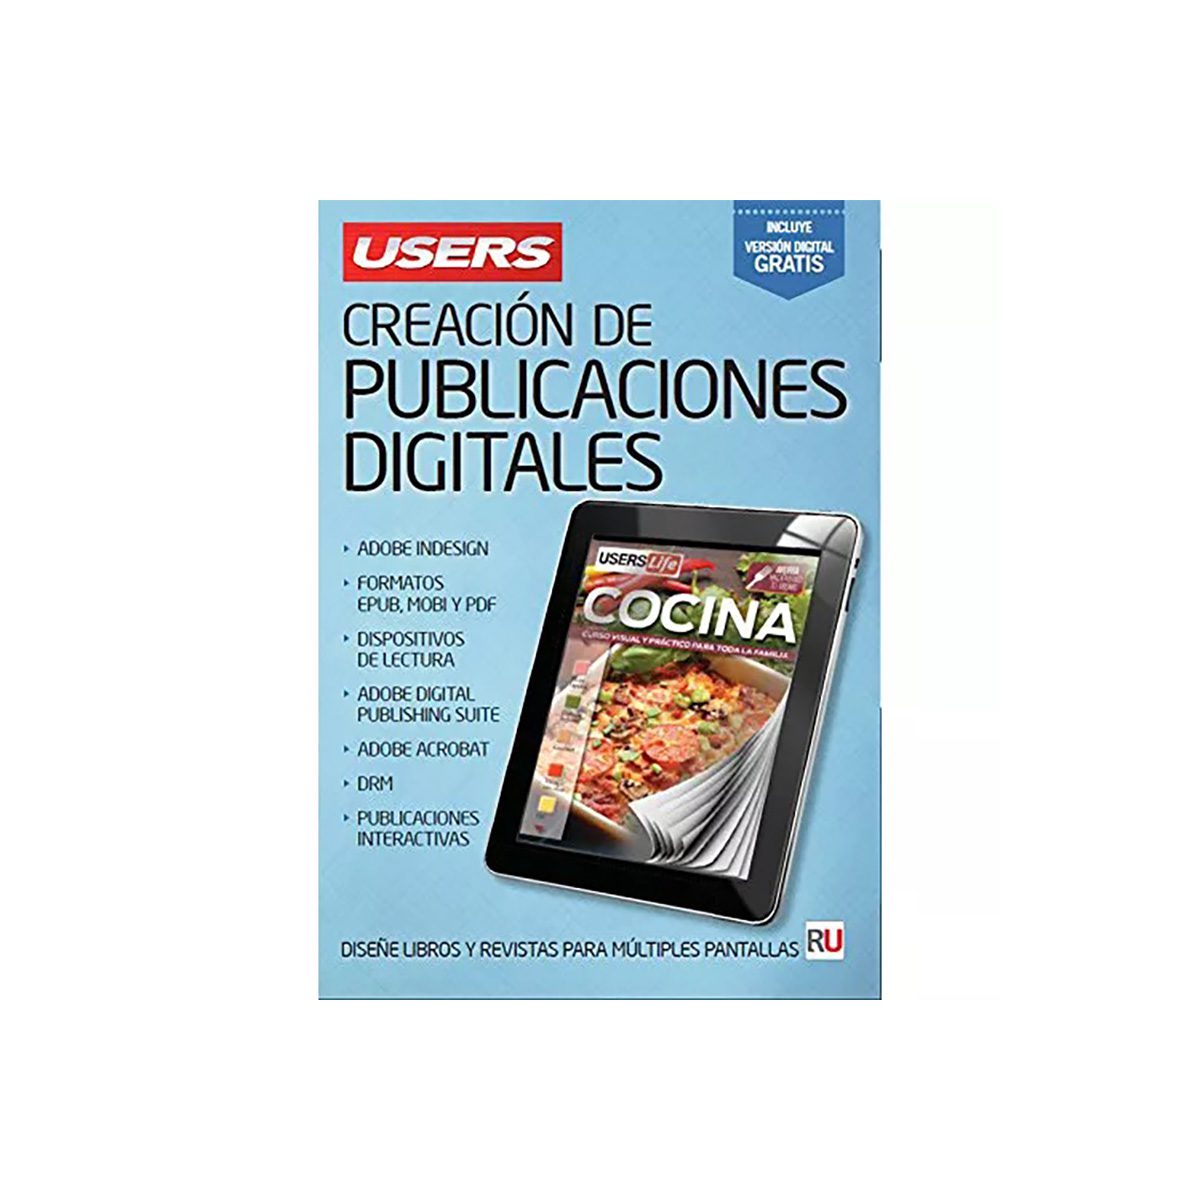 USERS
INCLUYE
VERSIÓN DIGITAL
GRATIS
CREACIÓN DE
PUBLICACIONES
DIGITALES
▸ ADOBE INDESIGN
▸ FORMATOS
EPUB, MOBI Y PDF
▸ DISPOSITIVOS
DE LECTURA
▸ ADOBE DIGITAL
PUBLISHING SUITE
▸ ADOBE ACROBAT
▸ DRM
▸ PUBLICACIONES
INTERACTIVAS
USERS Life
COCINA
CURSO VISUAL Y PRÁCTICO PARA TODA LA FAMILIA
DISEÑE LIBROS Y REVISTAS PARA MÚLTIPLES PANTALLAS
RU